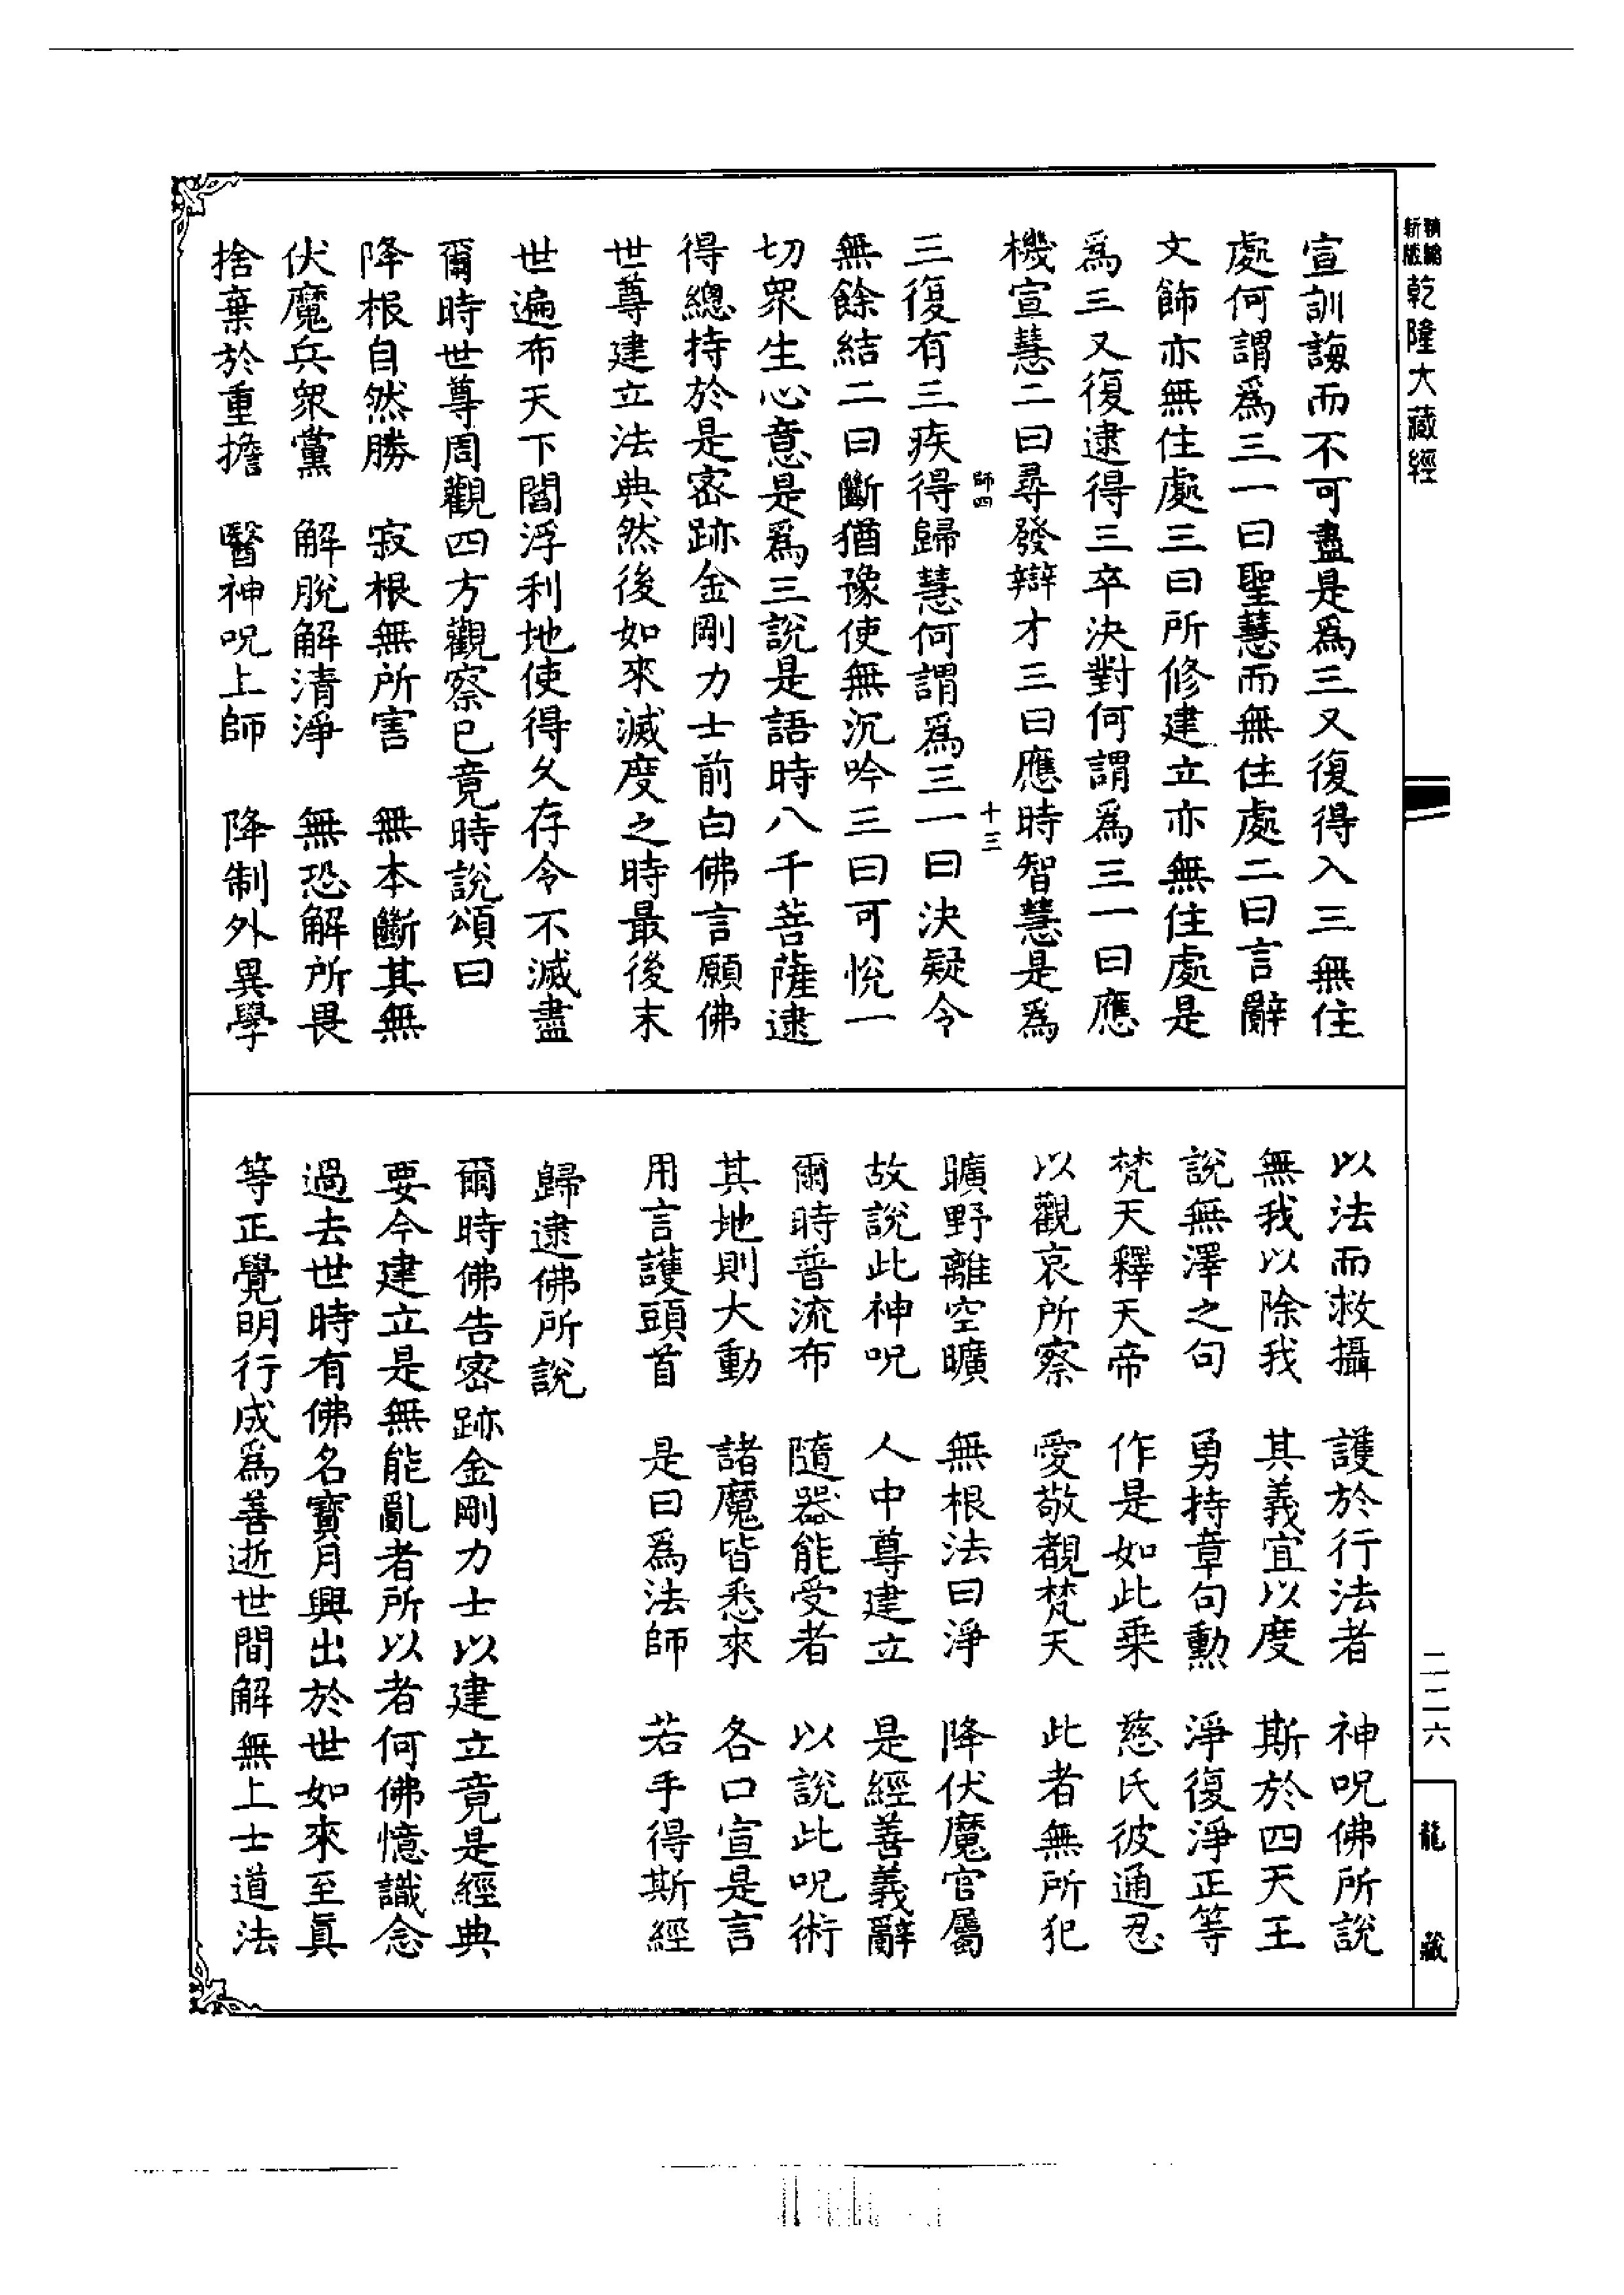 新編縮版乾隆大藏經
宣訓誨而不可盡是爲三又復得入三無住
處何謂爲三一曰聖慧而無住處二曰言辭
文飾亦無住處三曰所修建立亦無住處是
爲三又復逮得三卒決對何謂爲三一曰應
機宣慧二曰尋發辯才三曰應時智慧是爲
師四 十三
三復有三疾得歸慧何謂爲三一曰決疑令
無餘結二曰斷猶豫使無沉吟三曰可悅一
切衆生心意是爲三說是語時八千菩薩逮
得總持於是密跡金剛力士前白佛言願佛
世尊建立法典然後如來滅度之時最後末
世遍布天下閻浮利地使得久存令不滅盡
爾時世尊周觀四方觀察已竟時說頌曰
降根自然勝 寂根無所害 無本斷其無
伏魔兵衆黨 解脫解清淨 無恐解所畏
捨棄於重擔 醫神呪上師 降制外異學
以法而救攝 護於行法者 神呪佛所說
無我以除我 其義宜以度 斯於四天王
說無澤之句 勇持章句勲 淨復淨正等
梵天釋天帝 作是如此乘 慈氏彼通忍
以觀哀所察 愛敬覩梵天 此者無所犯
曠野離空曠 無根法曰淨 降伏魔官屬
故說此神呪 人中尊建立 是經善義辭
爾時普流布 隨器能受者 以說此呪術
其地則大動 諸魔皆悉來 各口宣是言
用言護頭首 是曰爲法師 若手得斯經
歸逮佛所說
爾時佛告密跡金剛力士以建立竟是經典
要今建立是無能亂者所以者何佛憶識念
過去世時有佛名寶月興出於世如來至眞
等正覺明行成爲善逝世間解無上士道法
二二六
龍藏